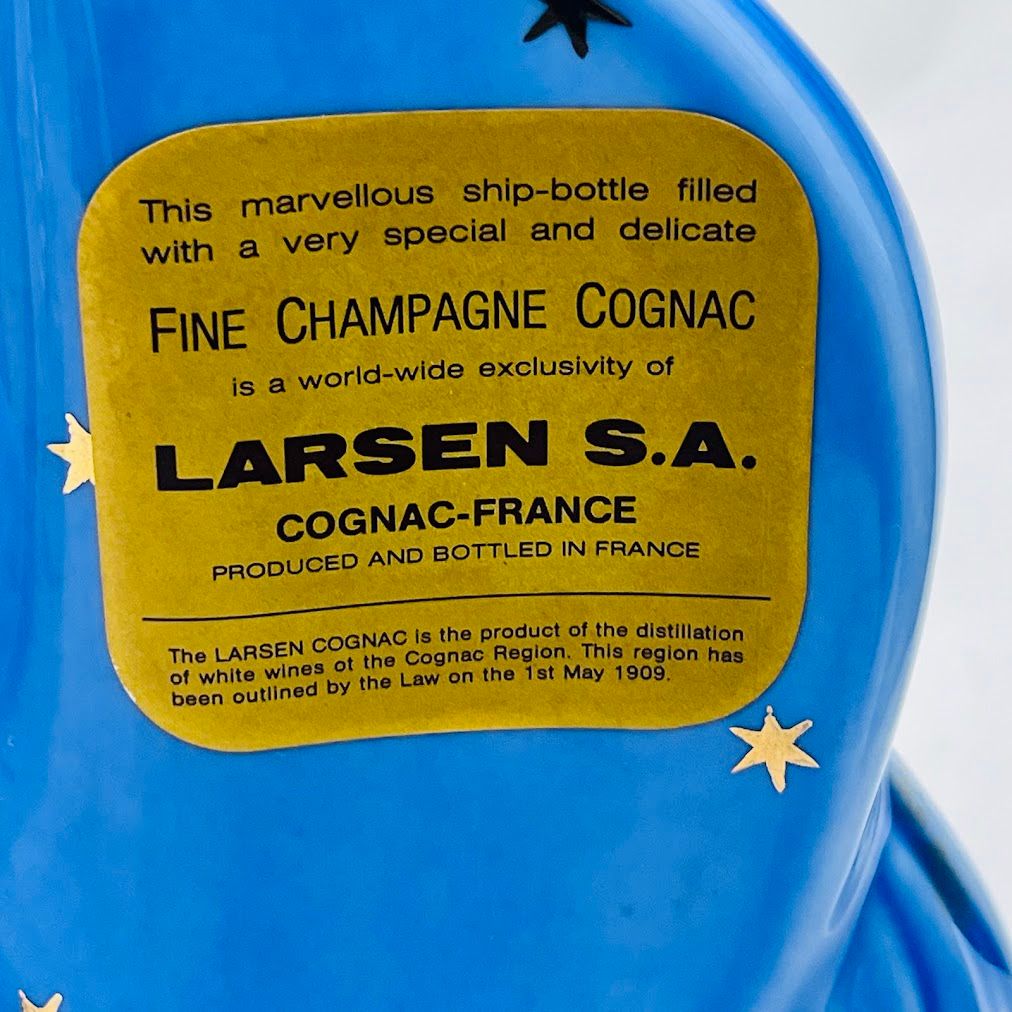 This marvellous ship-bottle filled
with a very special and delicate
FINE CHAMPAGNE COGNAC
is a world-wide exclusivity of
LARSEN S.A.
COGNAC-FRANCE
PRODUCED AND BOTTLED IN FRANCE
The LARSEN COGNAC is the product of the distillation
of white wines ot the Cognac Region. This region has
been outlined by the Law on the 1st May 1909.